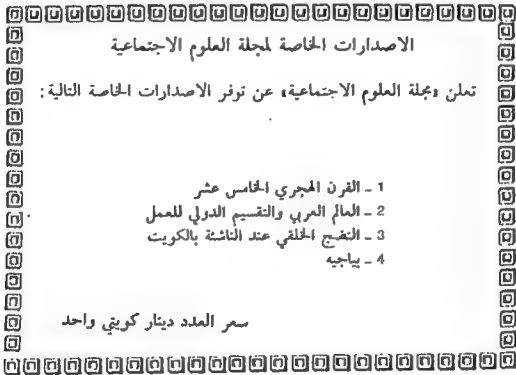 الاصدارات الخاصة لمجلة العلوم الاجتماعية
تعلن «مجلة العلوم الاجتماعية» عن توفر الاصدارات الخاصة التالية:
1 ـ القرن الهجري الخامس عشر
2 ـ العالم العربي والتقسيم الدولي للعمل
3 ـ النضج الخلقي عند الناشئة بالكويت
4 ـ بياجيه
سعر العدد دينار كويتي واحد